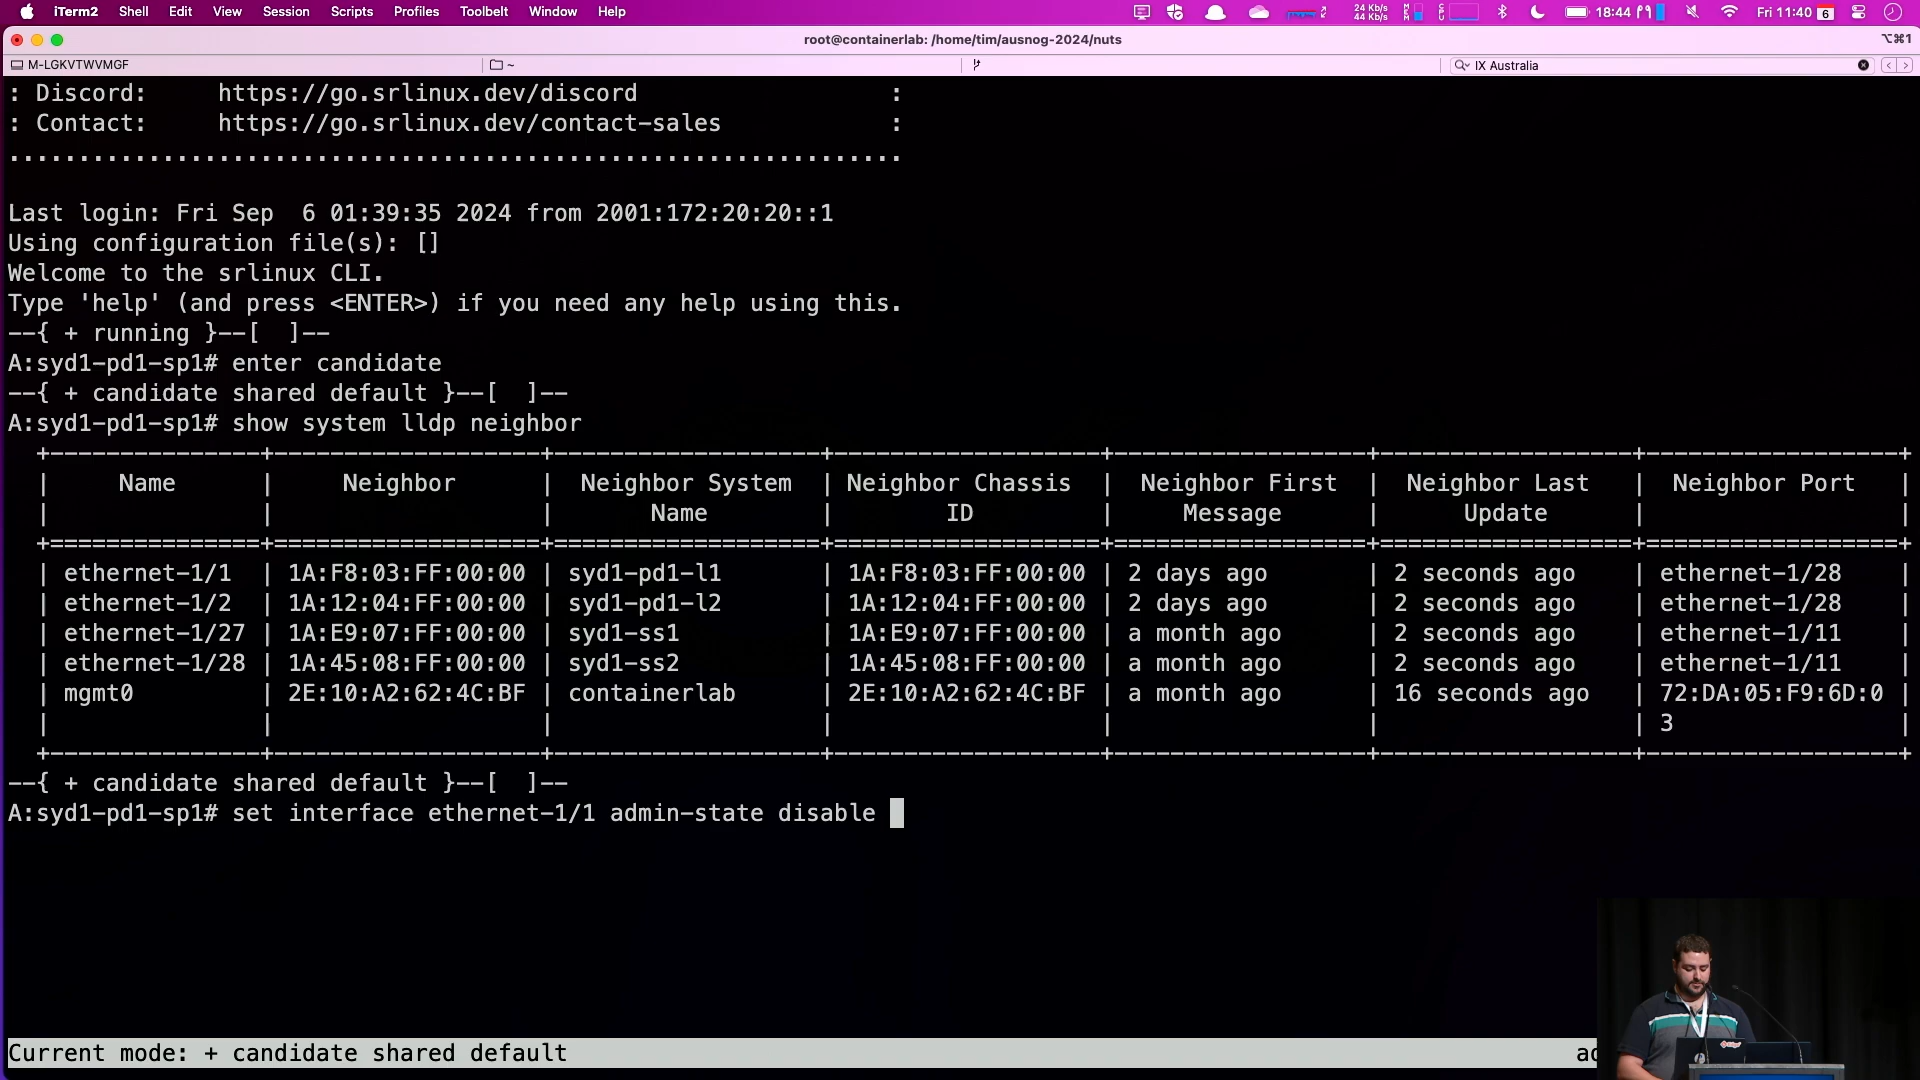 iTerm2 Shell Edit View Session Scripts Profiles Toolbelt Window Help 24 Kb/s 44 Kb/s 18:44 Fri 11:40 6
root@containerlab: /home/tim/ausnog-2024/nuts ⌥⌘1
M-LGKVTWVMGF ~ IX Australia
: Discord: https://go.srlinux.dev/discord :
: Contact: https://go.srlinux.dev/contact-sales :
................................................................
Last login: Fri Sep  6 01:39:35 2024 from 2001:172:20:20::1
Using configuration file(s): []
Welcome to the srlinux CLI.
Type 'help' (and press <ENTER>) if you need any help using this.
--{ + running }--[  ]--
A:syd1-pd1-sp1# enter candidate
--{ + candidate shared default }--[  ]--
A:syd1-pd1-sp1# show system lldp neighbor
+---------------+-------------------+-------------------+-------------------+------------------+------------------+------------------+
| Name | Neighbor | Neighbor System | Neighbor Chassis | Neighbor First | Neighbor Last | Neighbor Port |
| | | Name | ID | Message | Update | |
+===============+===================+===================+===================+==================+==================+==================+
| ethernet-1/1 | 1A:F8:03:FF:00:00 | syd1-pd1-l1 | 1A:F8:03:FF:00:00 | 2 days ago | 2 seconds ago | ethernet-1/28 |
| ethernet-1/2 | 1A:12:04:FF:00:00 | syd1-pd1-l2 | 1A:12:04:FF:00:00 | 2 days ago | 2 seconds ago | ethernet-1/28 |
| ethernet-1/27 | 1A:E9:07:FF:00:00 | syd1-ss1 | 1A:E9:07:FF:00:00 | a month ago | 2 seconds ago | ethernet-1/11 |
| ethernet-1/28 | 1A:45:08:FF:00:00 | syd1-ss2 | 1A:45:08:FF:00:00 | a month ago | 2 seconds ago | ethernet-1/11 |
| mgmt0 | 2E:10:A2:62:4C:BF | containerlab | 2E:10:A2:62:4C:BF | a month ago | 16 seconds ago | 72:DA:05:F9:6D:0 |
| | | | | | | 3 |
+---------------+-------------------+-------------------+-------------------+------------------+------------------+------------------+
--{ + candidate shared default }--[  ]--
A:syd1-pd1-sp1# set interface ethernet-1/1 admin-state disable
Current mode: + candidate shared default